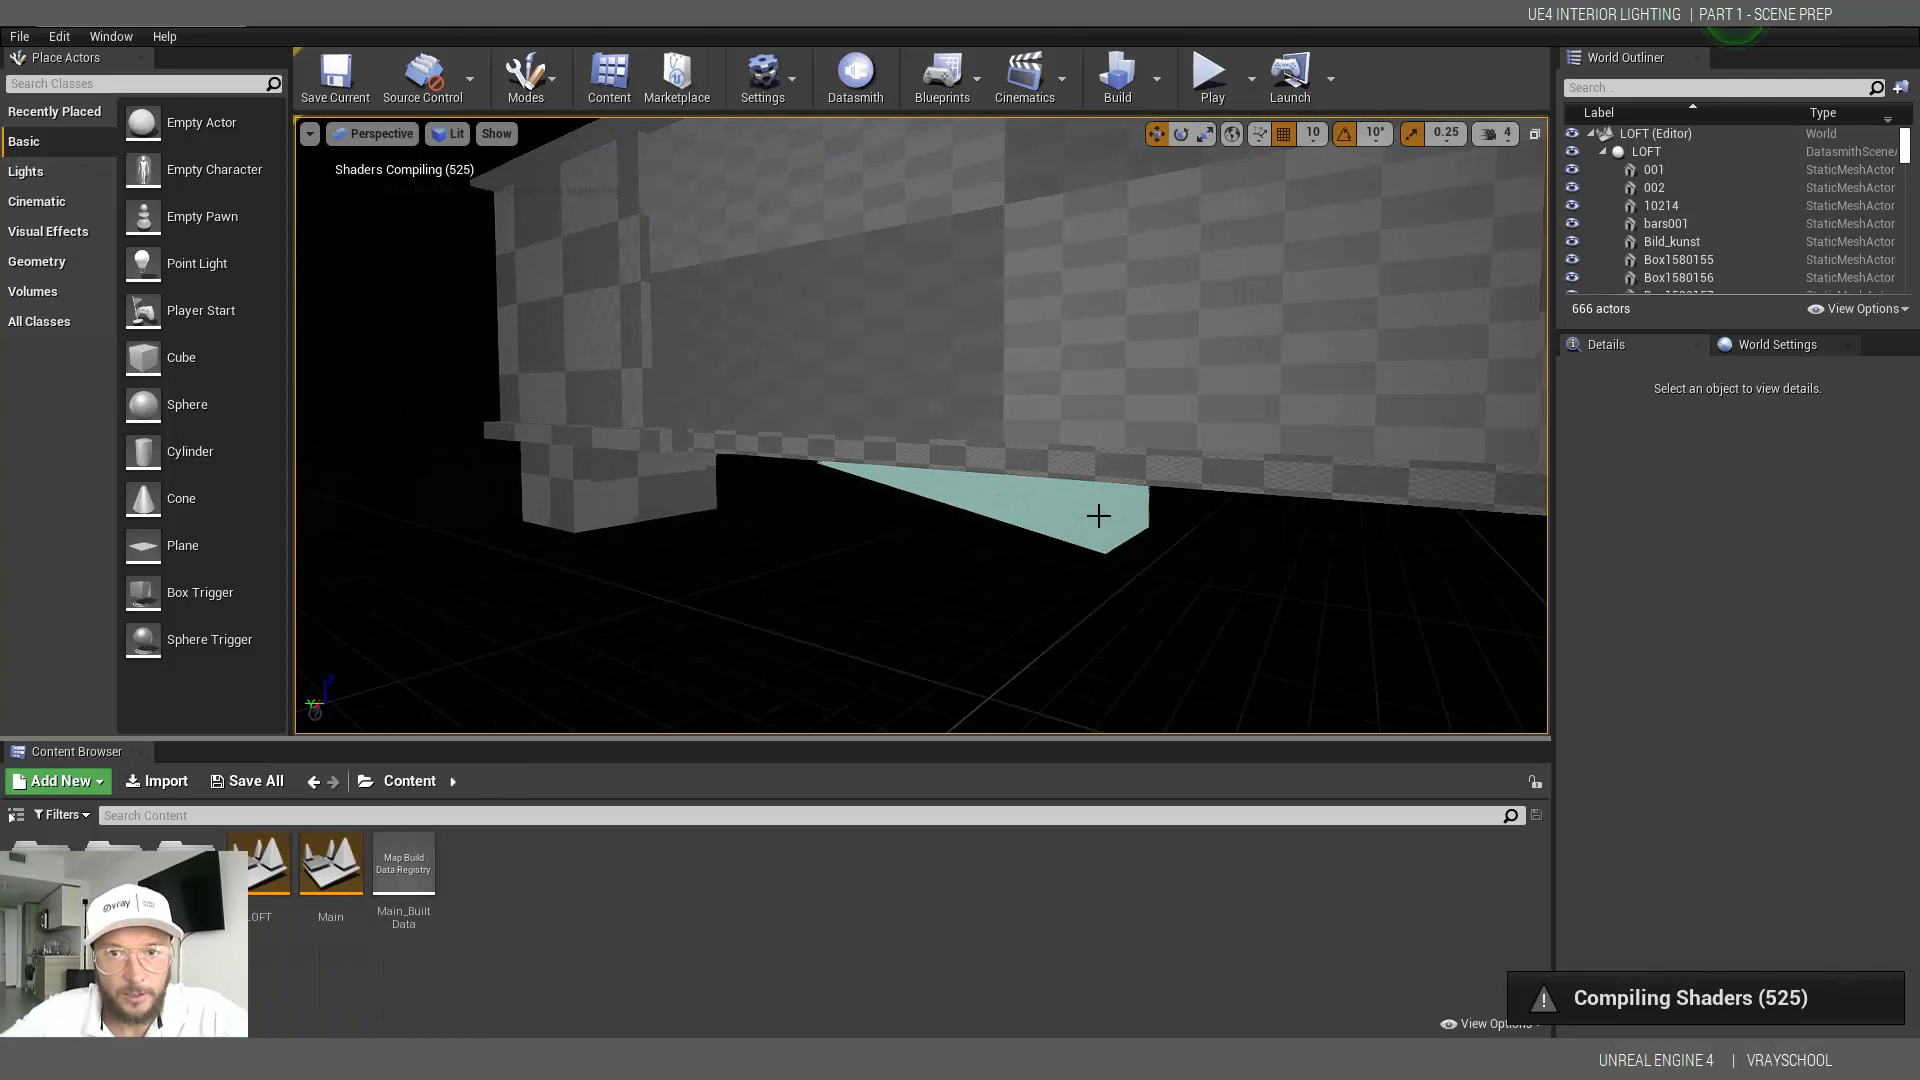 UE4 INTERIOR LIGHTING | PART 1 - SCENE PREP
File Edit Window Help
Place Actors
Search Classes
Recently Placed
Basic
Lights
Cinematic
Visual Effects
Geometry
Volumes
All Classes
Empty Actor
Empty Character
Empty Pawn
Point Light
Player Start
Cube
Sphere
Cylinder
Cone
Plane
Box Trigger
Sphere Trigger
Save Current Source Control Modes Content Marketplace Settings Datasmith Blueprints Cinematics Build Play Launch
Perspective Lit Show
10 10° 0.25 4
Shaders Compiling (525)
World Outliner
Search...
Label Type
LOFT (Editor) World
LOFT DatasmithScene
001 StaticMeshActor
002 StaticMeshActor
10214 StaticMeshActor
bars001 StaticMeshActor
Bild_kunst StaticMeshActor
Box1580155 StaticMeshActor
Box1580156 StaticMeshActor
666 actors View Options
Details World Settings
Select an object to view details.
Content Browser
Add New Import Save All Content
Filters Search Content
Map Build
Data Registry
LOFT Main Main_Built
Data
vray
Compiling Shaders (525)
View Options
UNREAL ENGINE 4 | VRAYSCHOOL